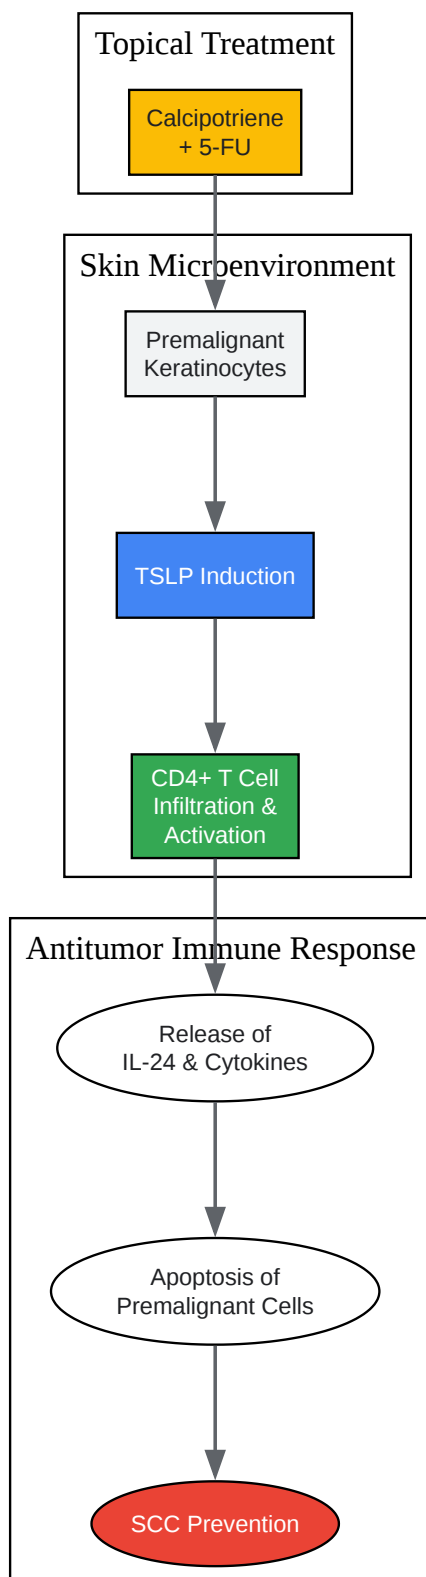 Topical Treatment
Calcipotriene
+ 5-FU
Skin Microenvironment
Premalignant
Keratinocytes
TSLP Induction
CD4+ T Cell
Infiltration &
Activation
Antitumor Immune Response
Release of
IL-24 & Cytokines
Apoptosis of
Premalignant Cells
SCC Prevention